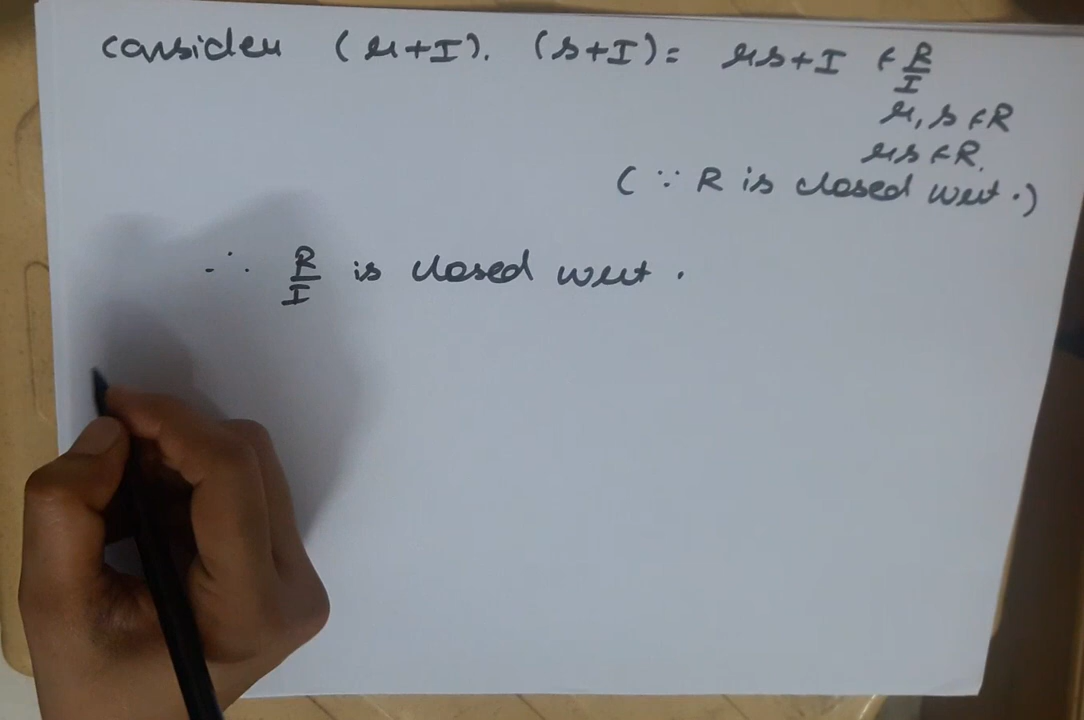 consider (r+I). (s+I)= rs+I ∈ R/I
r, s ∈ R
rs ∈ R.
( ∵ R is closed wrt ·)
∴ R/I is closed wrt .